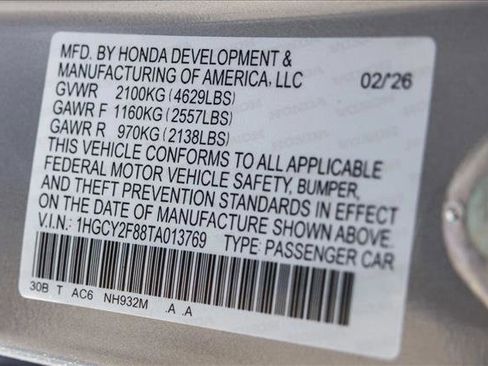 MFD. BY HONDA DEVELOPMENT &
MANUFACTURING OF AMERICA, LLC 02/'26
GVWR 2100KG (4629LBS)
GAWR F 1160KG (2557LBS)
GAWR R 970KG (2138LBS)
THIS VEHICLE CONFORMS TO ALL APPLICABLE
FEDERAL MOTOR VEHICLE SAFETY, BUMPER,
AND THEFT PREVENTION STANDARDS IN EFFECT
ON THE DATE OF MANUFACTURE SHOWN ABOVE.
V.I.N.: 1HGCY2F88TA013769 TYPE: PASSENGER CAR
30B T AC6 NH932M .A .A